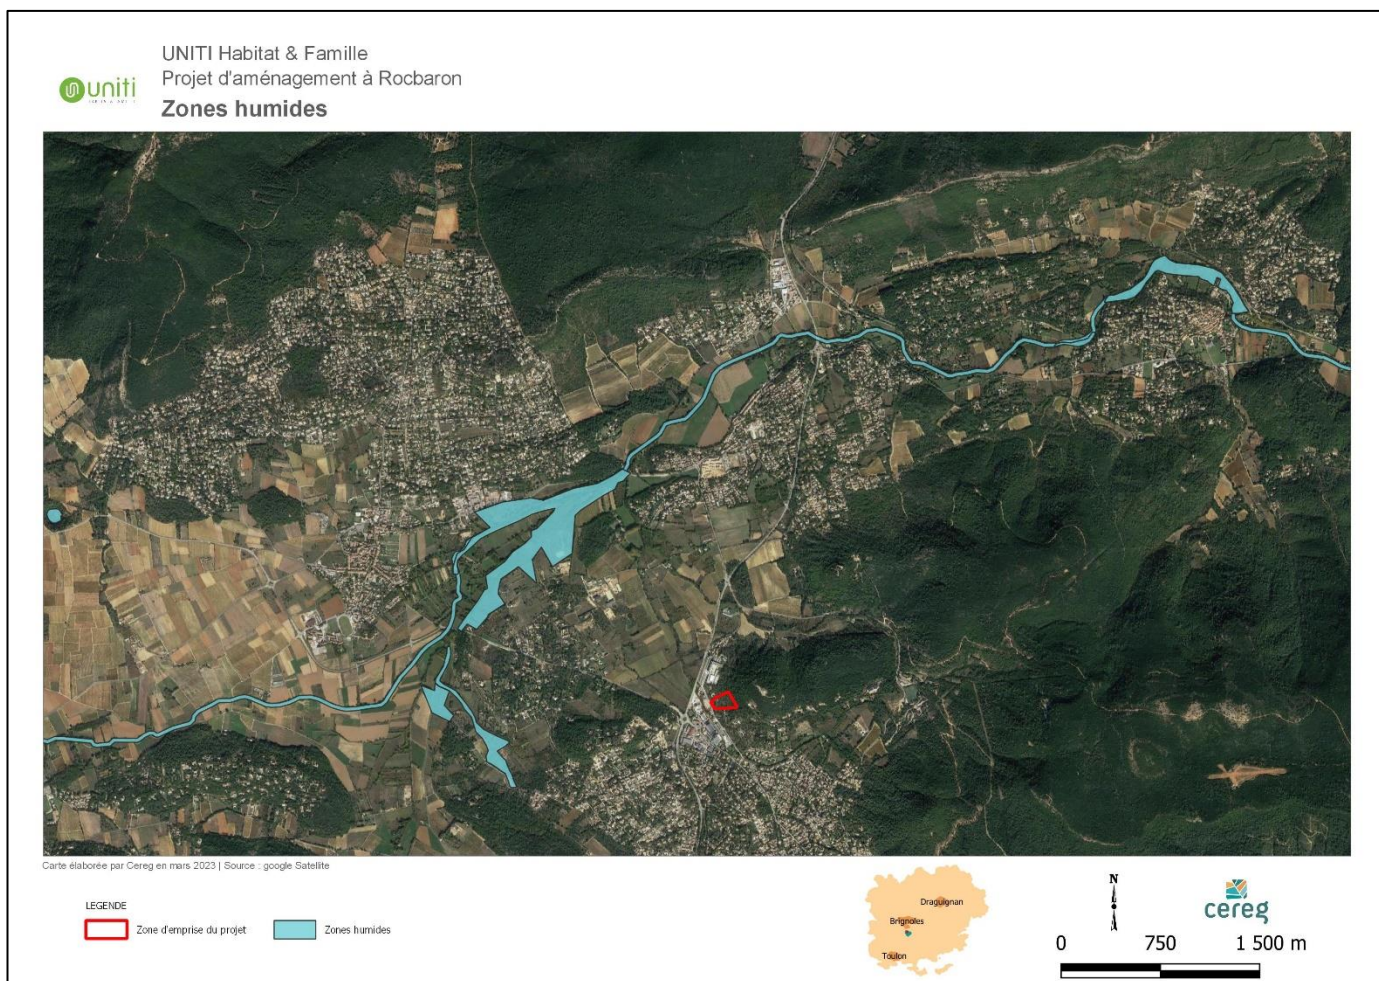 uniti
UNITI Habitat & Famille
Projet d'aménagement à Rocbaron
Zones humides
Carte élaborée par Cereg en mars 2023 | Source : google Satellite
LEGENDE
Zone d'emprise du projet
Zones humides
Draguignan
Brignoles
Toulon
N
cereg
0 750 1 500 m